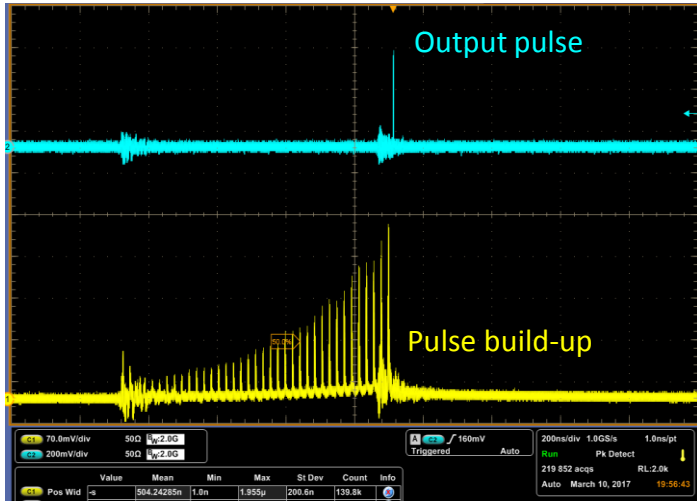 Output pulse
2
50.0%
Pulse build-up
1
C1 70.0mV/div 50Ω BW:2.0G
C2 200mV/div 50Ω BW:2.0G
A C2 160mV
Triggered Auto
200ns/div 1.0GS/s 1.0ns/pt
Run Pk Detect
219 852 acqs RL:2.0k
Auto March 10, 2017 19:56:43
Value Mean Min Max St Dev Count Info
C1 Pos Wid -s 504.24285n 1.0n 1.955µ 200.6n 139.8k